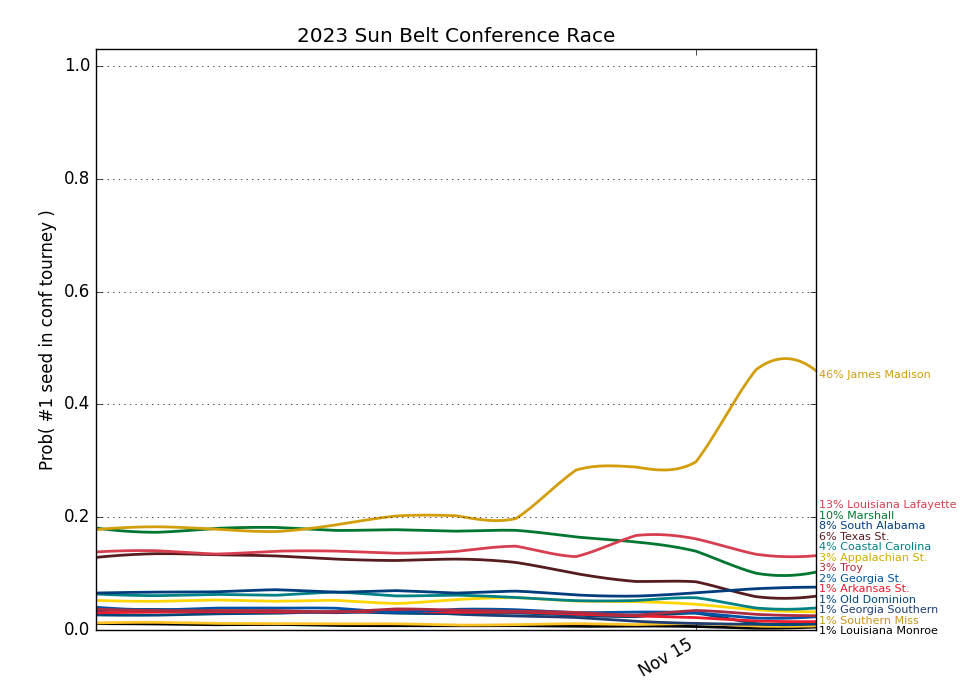 2023 Sun Belt Conference Race
Prob( #1 seed in conf tourney )
1.0
0.8
0.6
0.4
0.2
0.0
Nov 15
46% James Madison
13% Louisiana Lafayette
10% Marshall
8% South Alabama
6% Texas St.
4% Coastal Carolina
3% Appalachian St.
3% Troy
2% Georgia St.
1% Arkansas St.
1% Old Dominion
1% Georgia Southern
1% Southern Miss
1% Louisiana Monroe